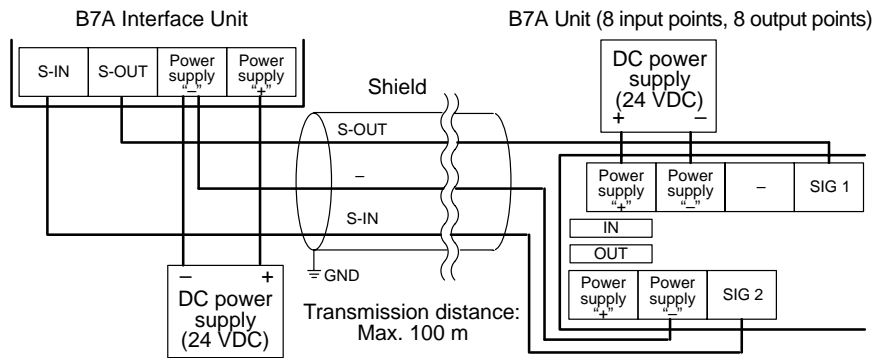 B7A Interface Unit
B7A Unit (8 input points, 8 output points)
S-IN
S-OUT
Power
supply
“–”
Power
supply
“+”
DC power
supply
(24 VDC)
+ –
Shield
S-OUT
–
S-IN
GND
Transmission distance:
Max. 100 m
– +
DC power
supply
(24 VDC)
Power
supply
“+”
Power
supply
“–”
–
SIG 1
IN
OUT
Power
supply
“+”
Power
supply
“–”
SIG 2